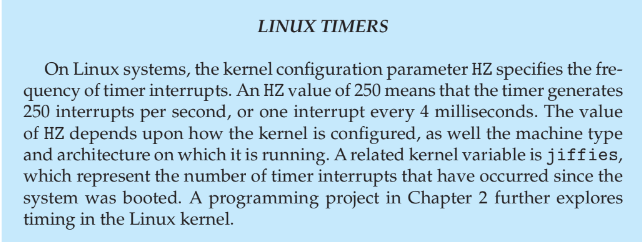 LINUX TIMERS
On Linux systems, the kernel configuration parameter HZ specifies the fre-
quency of timer interrupts. An HZ value of 250 means that the timer generates
250 interrupts per second, or one interrupt every 4 milliseconds. The value
of HZ depends upon how the kernel is configured, as well the machine type
and architecture on which it is running. A related kernel variable is jiffies,
which represent the number of timer interrupts that have occurred since the
system was booted. A programming project in Chapter 2 further explores
timing in the Linux kernel.